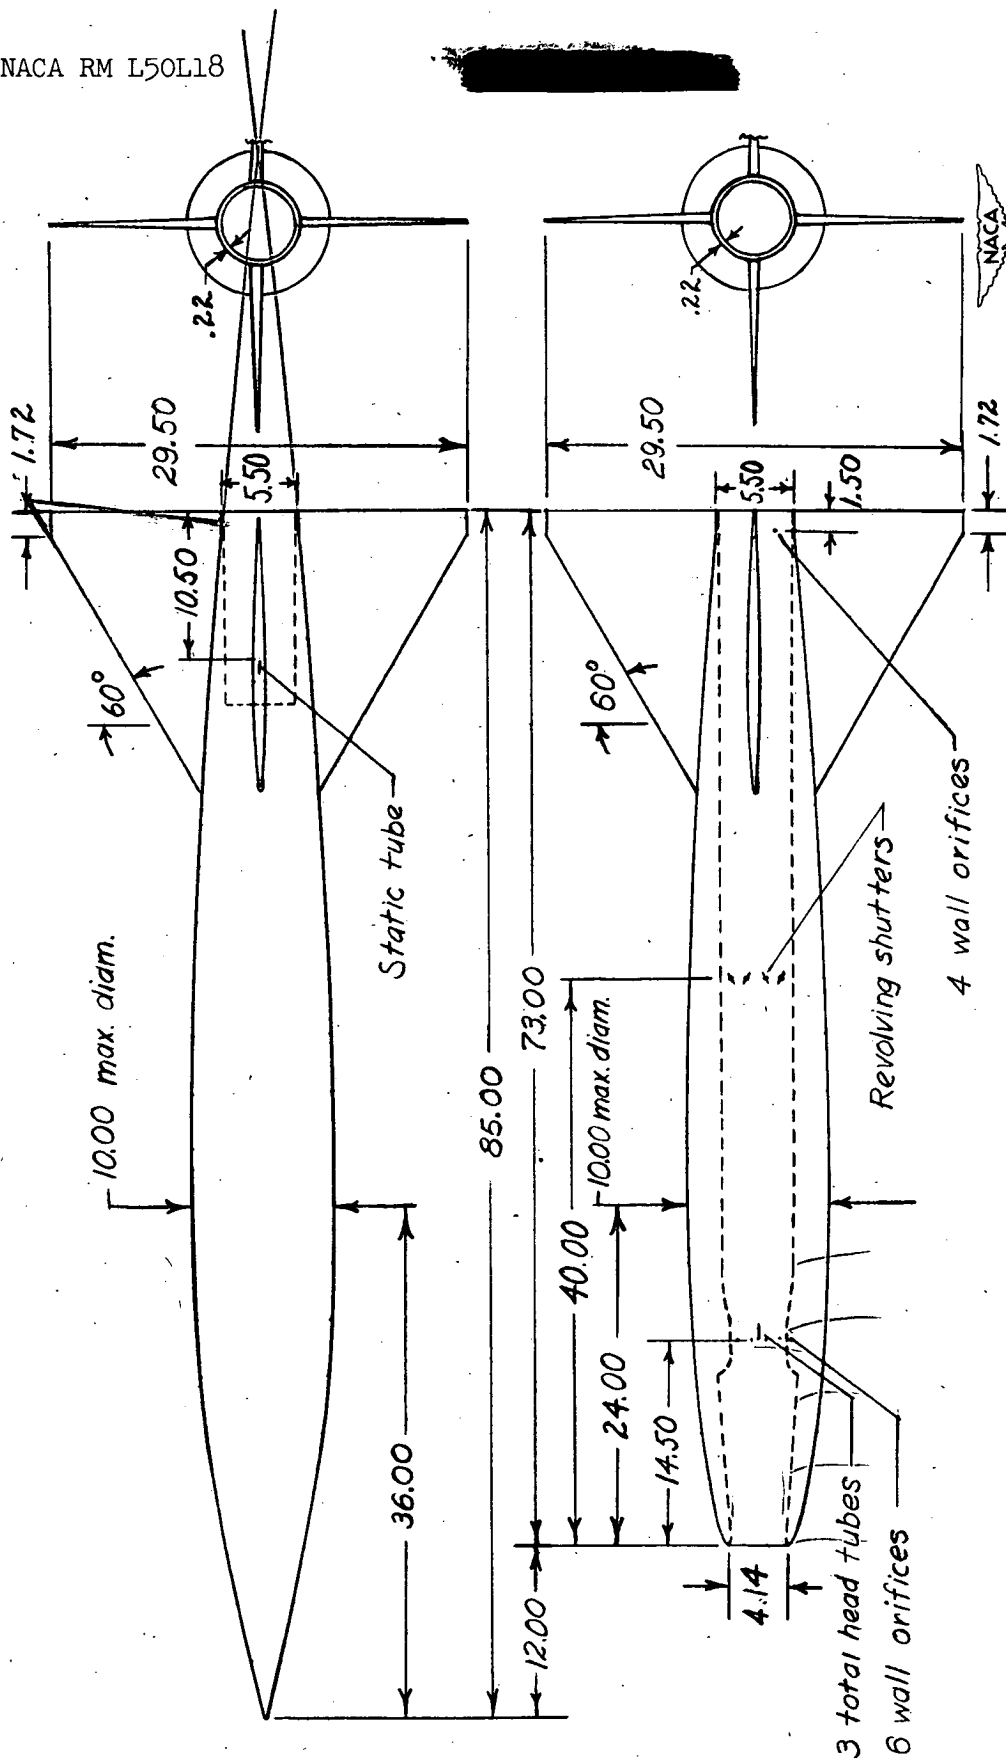 NACA RM L50L18
1.72
29.50
.22
5.50
10.50
60°
Static tube
10.00 max. diam.
36.00
85.00
73.00
12.00
29.50
.22
5.50
1.50
1.72
60°
4 wall orifices
Revolving shutters
40.00
10.00 max. diam.
24.00
14.50
4.14
3 total head tubes
6 wall orifices
NACA